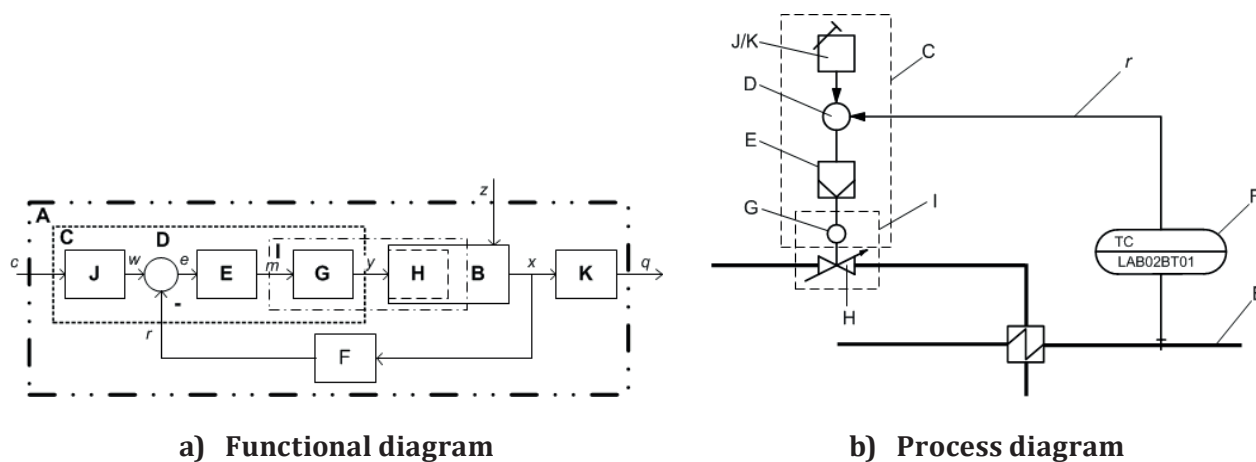 A
C
D
I
z
c
J
w
e
E
m
G
y
H
B
x
K
q
-
r
F
a) Functional diagram
J/K
C
r
D
E
G
I
F
TC
LAB02BT01
H
b) Process diagram